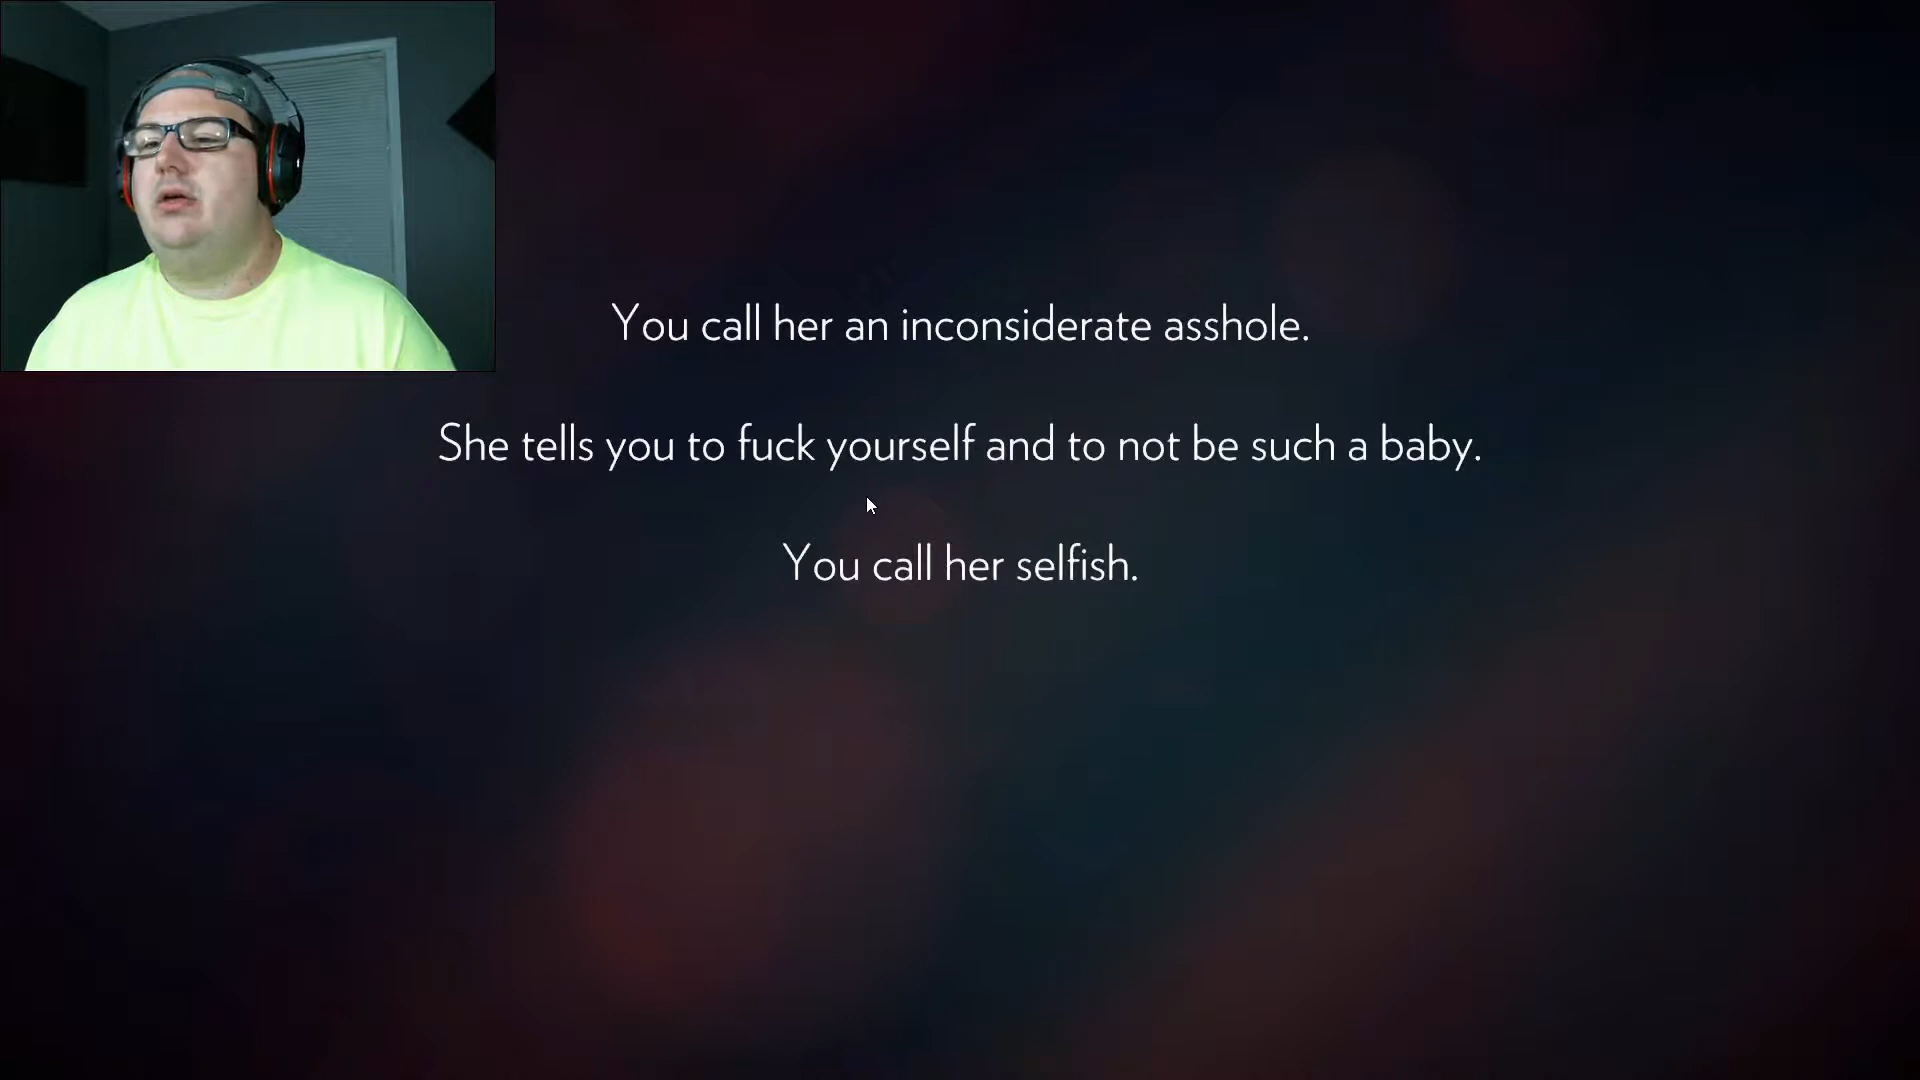 You call her an inconsiderate asshole.
She tells you to fuck yourself and to not be such a baby.
You call her selfish.